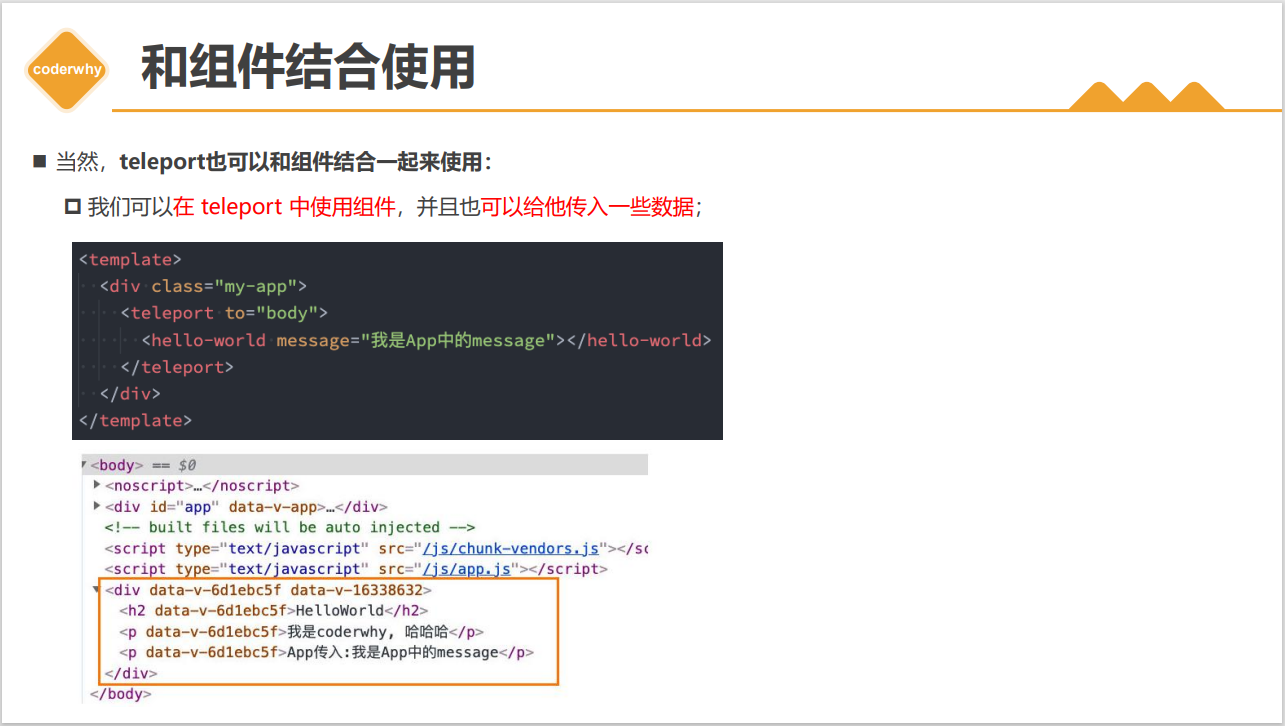 coderwhy
和组件结合使用
当然，teleport也可以和组件结合一起来使用：
我们可以在 teleport 中使用组件，并且也可以给他传入一些数据；
<template>
<div class="my-app">
<teleport to="body">
<hello-world message="我是App中的message"></hello-world>
</teleport>
</div>
</template>
<body> == $0
<noscript>…</noscript>
<div id="app" data-v-app>…</div>
<!-- built files will be auto injected -->
<script type="text/javascript" src="/js/chunk-vendors.js"></sc
<script type="text/javascript" src="/js/app.js"></script>
<div data-v-6d1ebc5f data-v-16338632>
<h2 data-v-6d1ebc5f>HelloWorld</h2>
<p data-v-6d1ebc5f>我是coderwhy, 哈哈哈</p>
<p data-v-6d1ebc5f>App传入:我是App中的message</p>
</div>
</body>